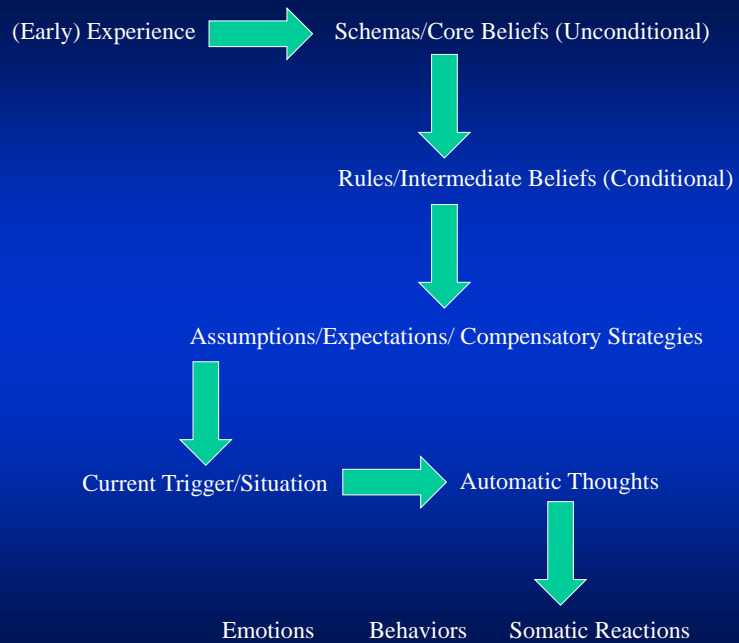 (Early) Experience Schemas/Core Beliefs (Unconditional)
Rules/Intermediate Beliefs (Conditional)
Assumptions/Expectations/ Compensatory Strategies
Current Trigger/Situation Automatic Thoughts
Emotions Behaviors Somatic Reactions